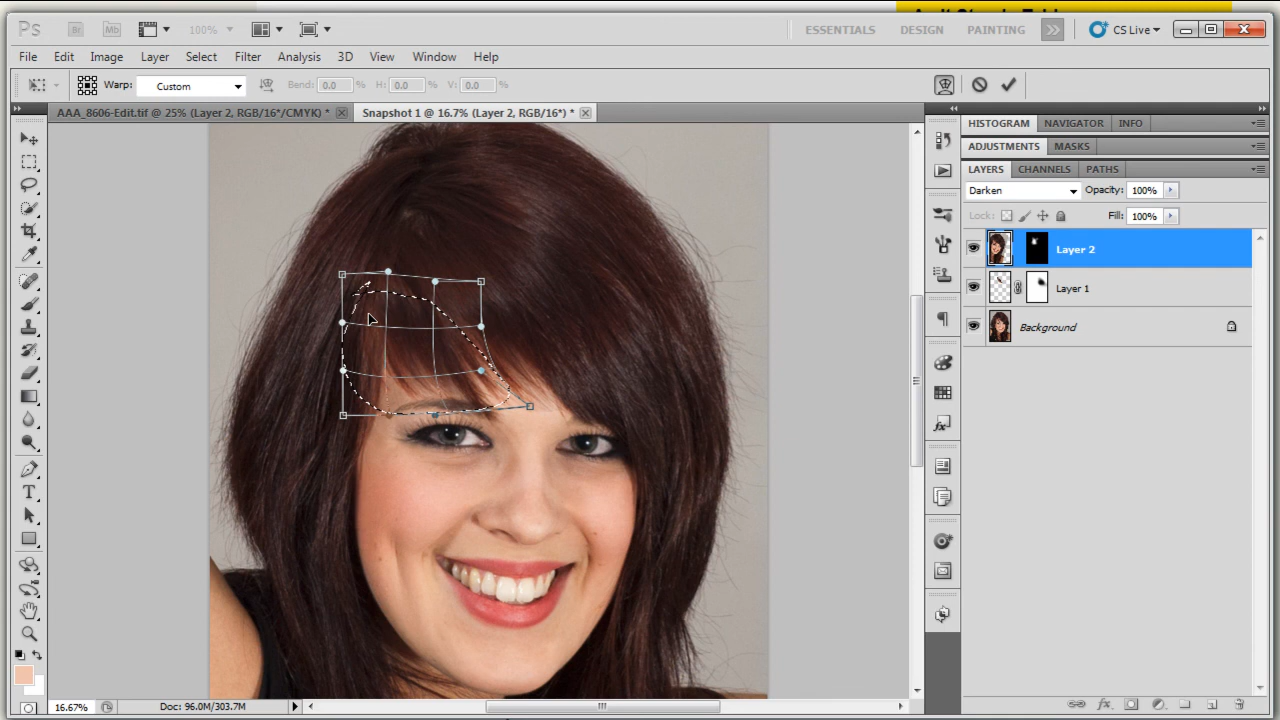 Ps Br Mb 100% ESSENTIALS DESIGN PAINTING CS Live
File Edit Image Layer Select Filter Analysis 3D View Window Help
Warp: Custom Bend: 0.0 % H: 0.0 % V: 0.0 %
AAA_8606-Edit.tif @ 25% (Layer 2, RGB/16*/CMYK) * Snapshot 1 @ 16.7% (Layer 2, RGB/16*) *
HISTOGRAM NAVIGATOR INFO
ADJUSTMENTS MASKS
LAYERS CHANNELS PATHS
Darken Opacity: 100%
Lock: Fill: 100%
Layer 2
Layer 1
Background
16.67% Doc: 96.0M/303.7M